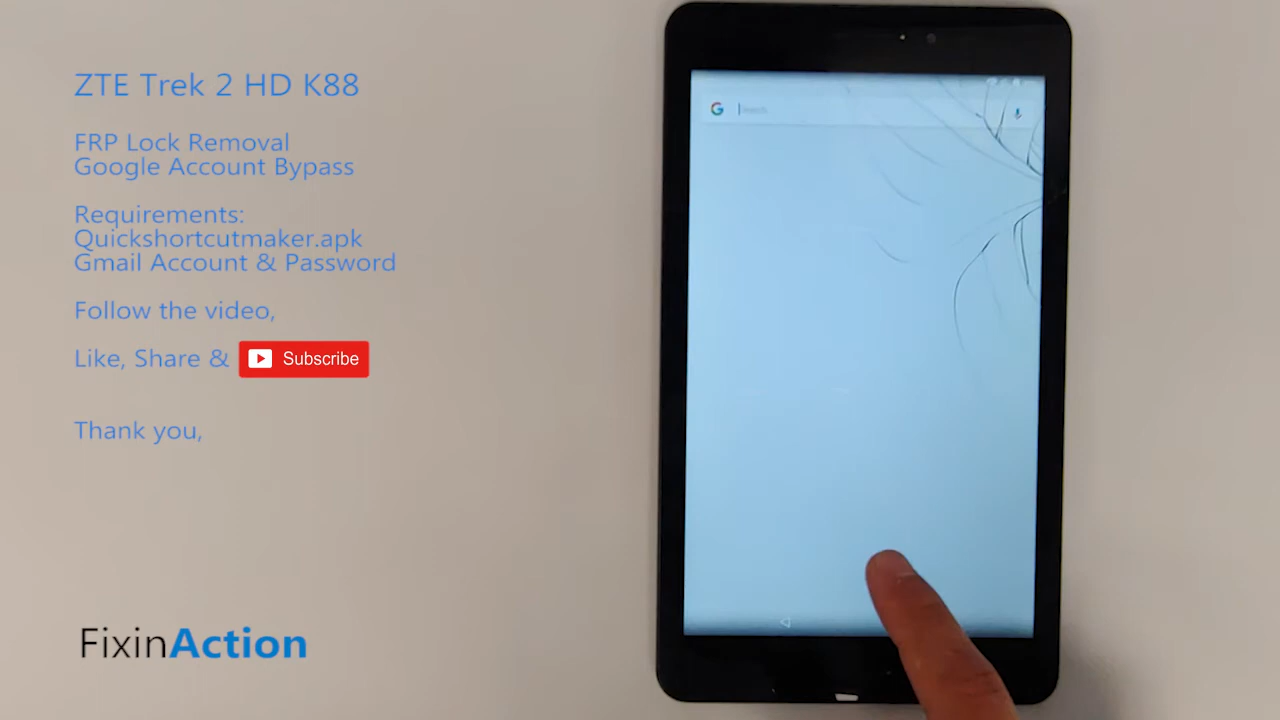 ZTE Trek 2 HD K88
FRP Lock Removal
Google Account Bypass
Requirements:
Quickshortcutmaker.apk
Gmail Account & Password
Follow the video,
Like, Share & Subscribe
Thank you,
FixinAction
G